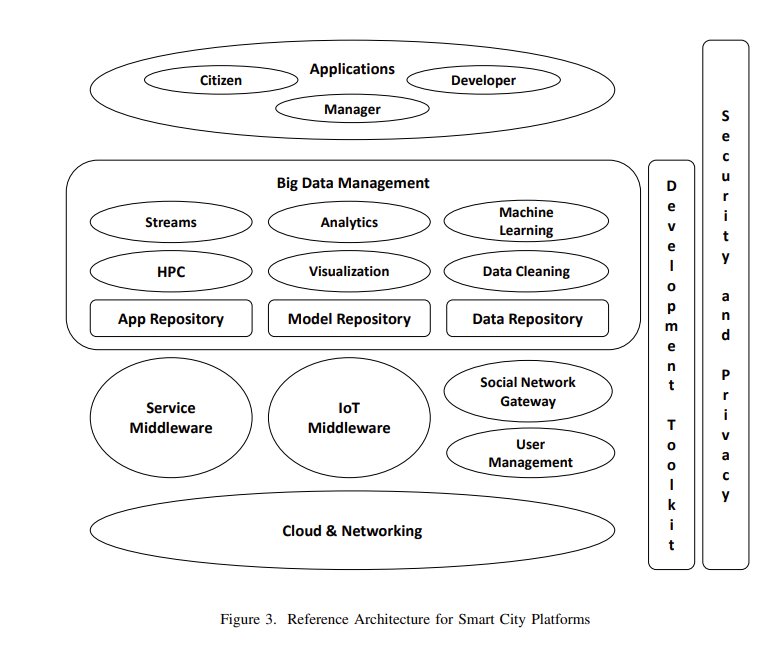 Applications
Citizen
Developer
Manager
Big Data Management
Streams
Analytics
Machine
Learning
HPC
Visualization
Data Cleaning
App Repository
Model Repository
Data Repository
Service
Middleware
IoT
Middleware
Social Network
Gateway
User
Management
Cloud & Networking
Development Toolkit
Security and Privacy
Figure 3. Reference Architecture for Smart City Platforms